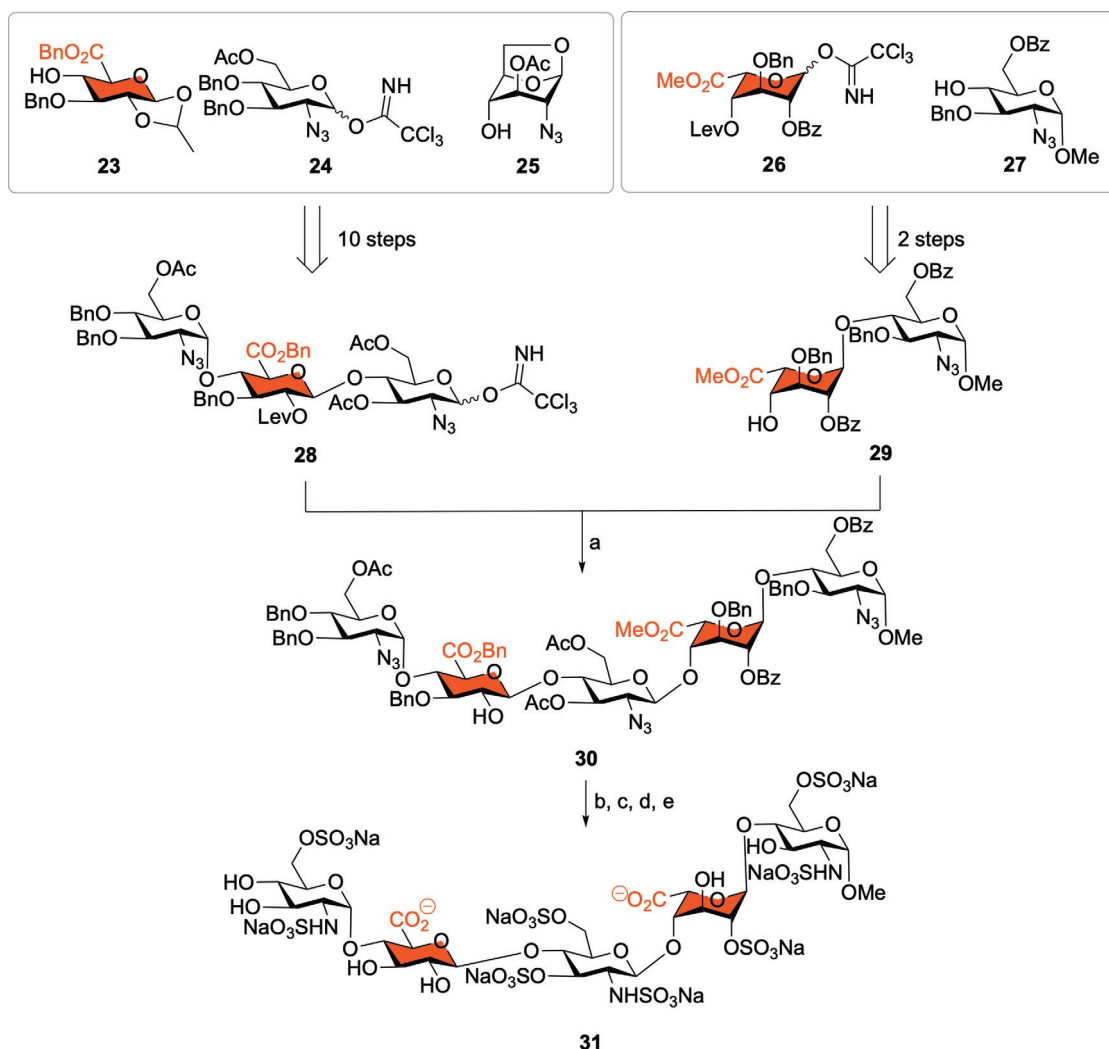 BnO₂C
HO
O
BnO
O
O
23
AcO
BnO
BnO
O
N₃
O
NH
CCl₃
24
O
OAc
O
OH
N₃
25
MeO₂C
OBn
O
O
CCl₃
NH
LevO
OBz
26
OBz
HO
BnO
O
N₃
OMe
27
10 steps
2 steps
OAc
BnO
BnO
O
N₃
O
CO₂Bn
O
BnO
LevO
O
AcO
O
AcO
N₃
O
NH
CCl₃
28
OBz
O
O
BnO
N₃
OMe
OBn
MeO₂C
O
HO
OBz
29
a
OAc
BnO
BnO
O
N₃
O
CO₂Bn
O
BnO
HO
O
AcO
O
AcO
N₃
O
MeO₂C
OBn
O
OBz
O
OBz
O
BnO
N₃
OMe
30
b, c, d, e
OSO₃Na
HO
HO
O
NaO₃SHN
O
CO₂⊖
O
HO
HO
O
NaO₃SO
O
NaO₃SO
NHSO₃Na
O
⊖O₂C
OH
O
OSO₃Na
O
OSO₃Na
O
HO
NaO₃SHN
OMe
31